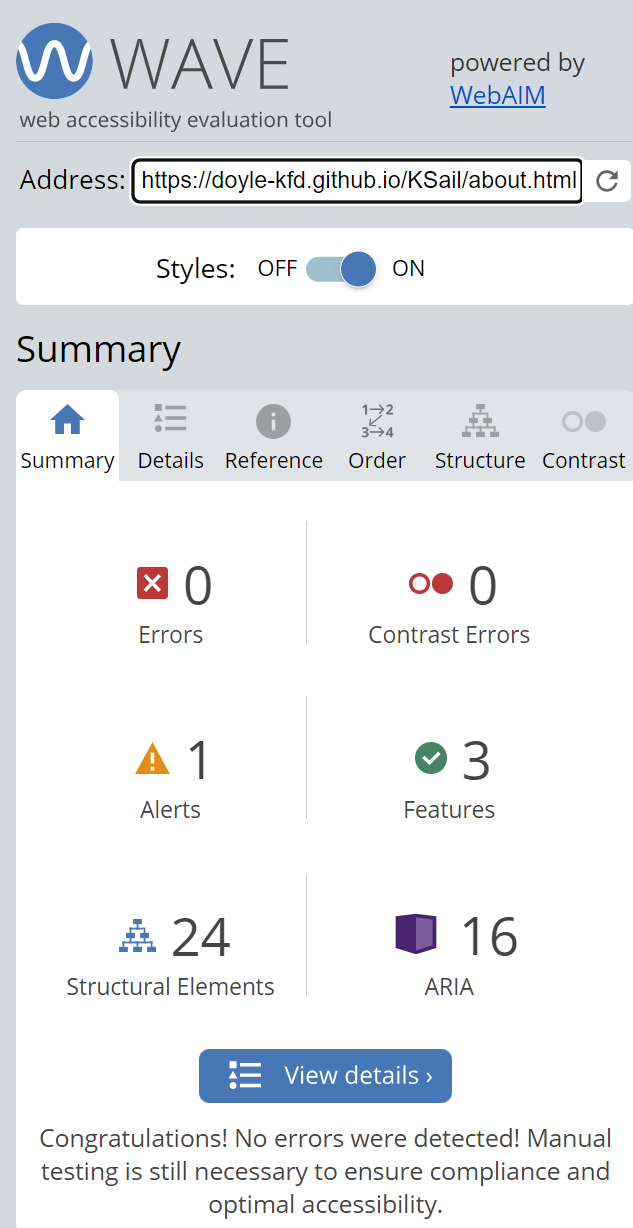 WAVE
powered by
WebAIM
web accessibility evaluation tool
Address: https://doyle-kfd.github.io/KSail/about.html
Styles: OFF ON
Summary
1→2
3→4
Summary Details Reference Order Structure Contrast
0 0
Errors Contrast Errors
1 3
Alerts Features
24 16
Structural Elements ARIA
View details ›
Congratulations! No errors were detected! Manual
testing is still necessary to ensure compliance and
optimal accessibility.